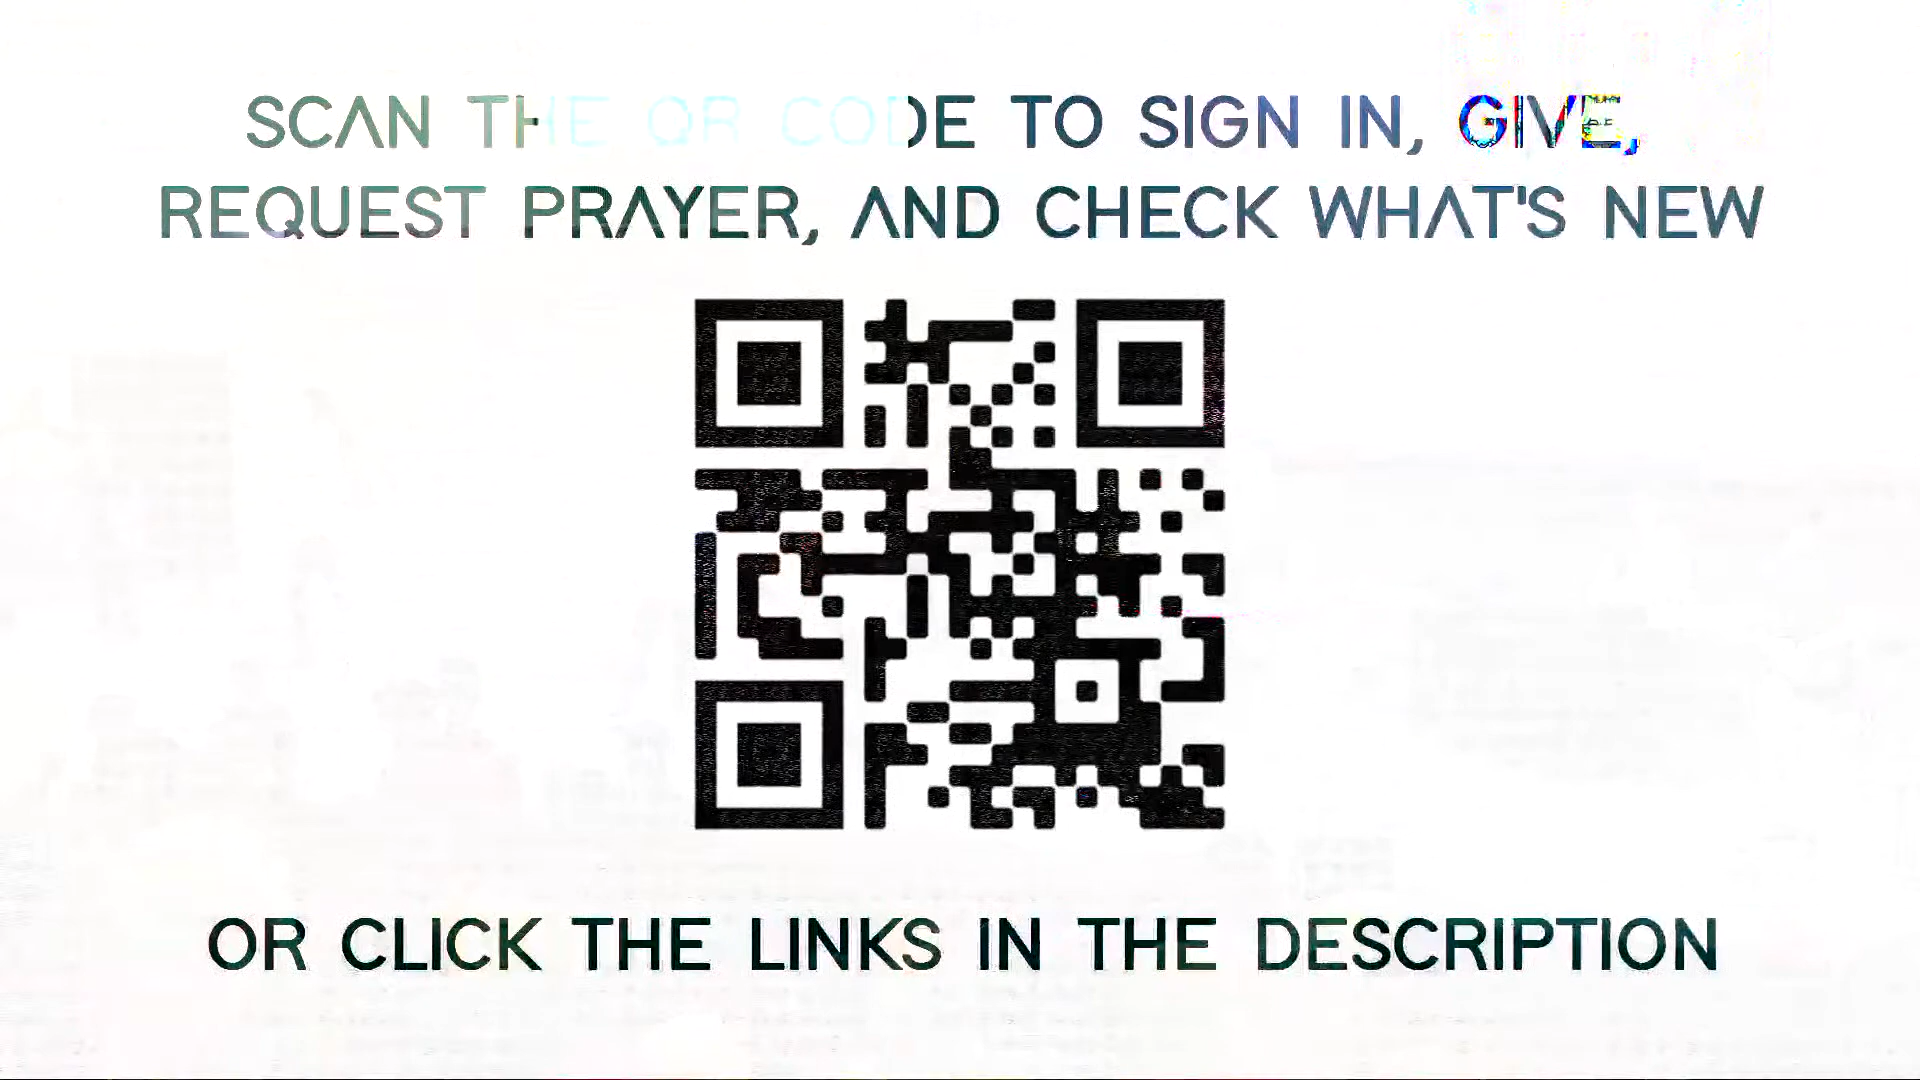 SCAN THE QR CODE TO SIGN IN, GIVE,
REQUEST PRAYER, AND CHECK WHAT'S NEW
OR CLICK THE LINKS IN THE DESCRIPTION